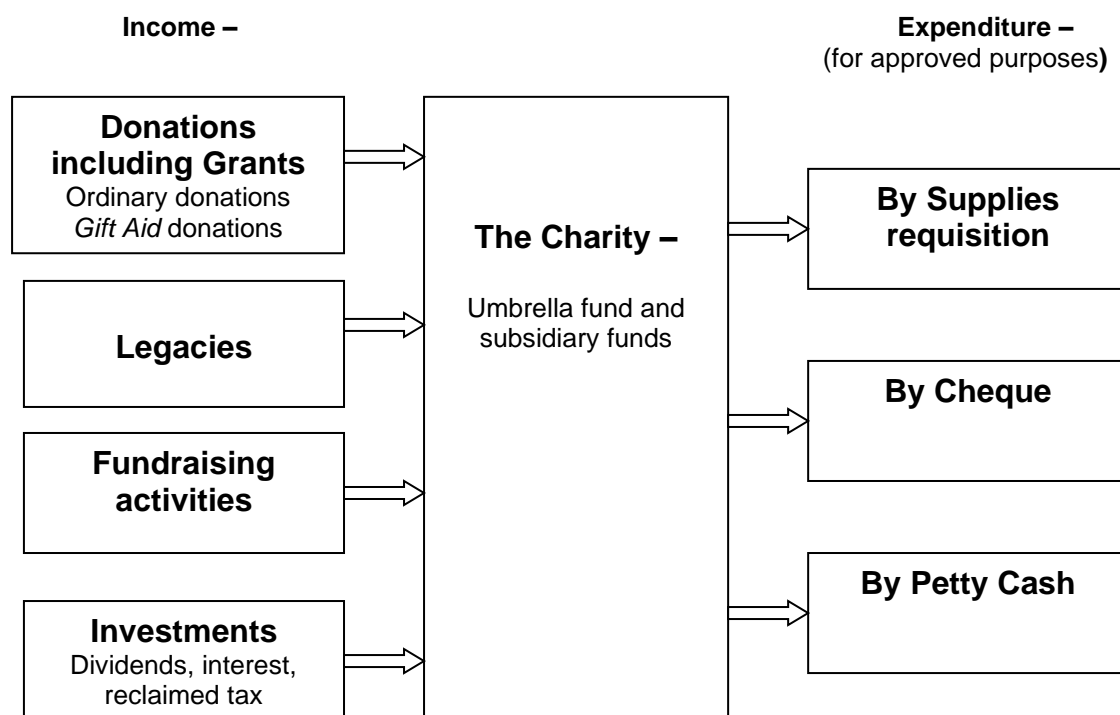 Income –
Expenditure –
(for approved purposes)
Donations
including Grants
Ordinary donations
Gift Aid donations
Legacies
Fundraising
activities
Investments
Dividends, interest,
reclaimed tax
The Charity –
Umbrella fund and
subsidiary funds
By Supplies
requisition
By Cheque
By Petty Cash